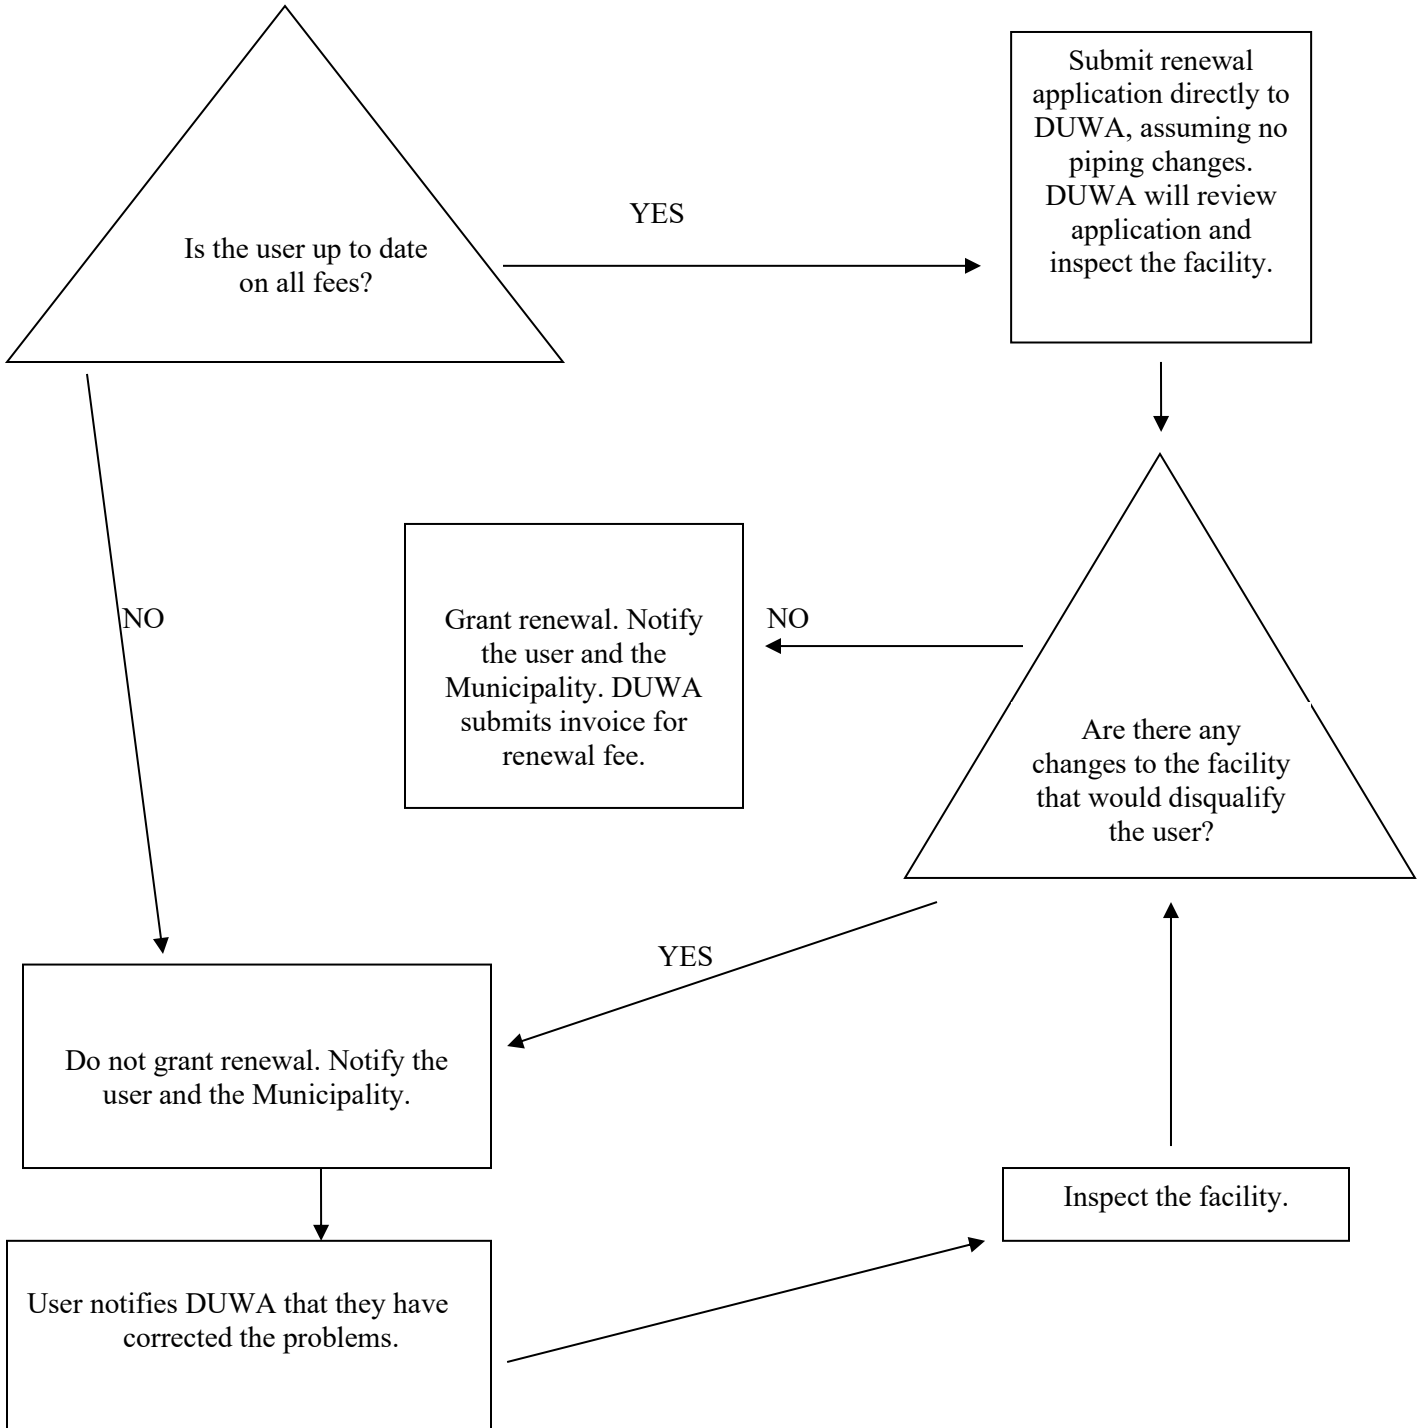 Is the user up to date
on all fees?
YES
Submit renewal
application directly to
DUWA, assuming no
piping changes.
DUWA will review
application and
inspect the facility.
NO
Grant renewal. Notify
the user and the
Municipality. DUWA
submits invoice for
renewal fee.
NO
Are there any
changes to the facility
that would disqualify
the user?
YES
Do not grant renewal. Notify the
user and the Municipality.
Inspect the facility.
User notifies DUWA that they have
corrected the problems.